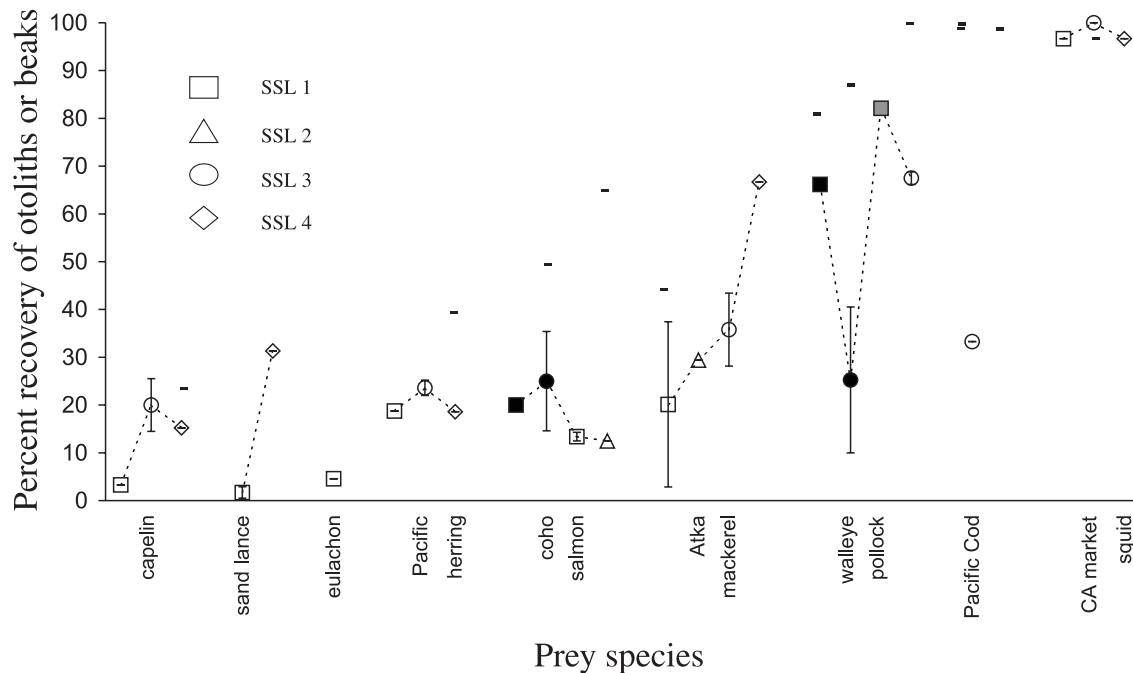 Percent recovery of otoliths or beaks
100
90
80
70
60
50
40
30
20
10
0
SSL 1
SSL 2
SSL 3
SSL 4
capelin
sand lance
eulachon
Pacific
herring
coho
salmon
Atka
mackerel
walleye
pollock
Pacific Cod
CA market
squid
Prey species